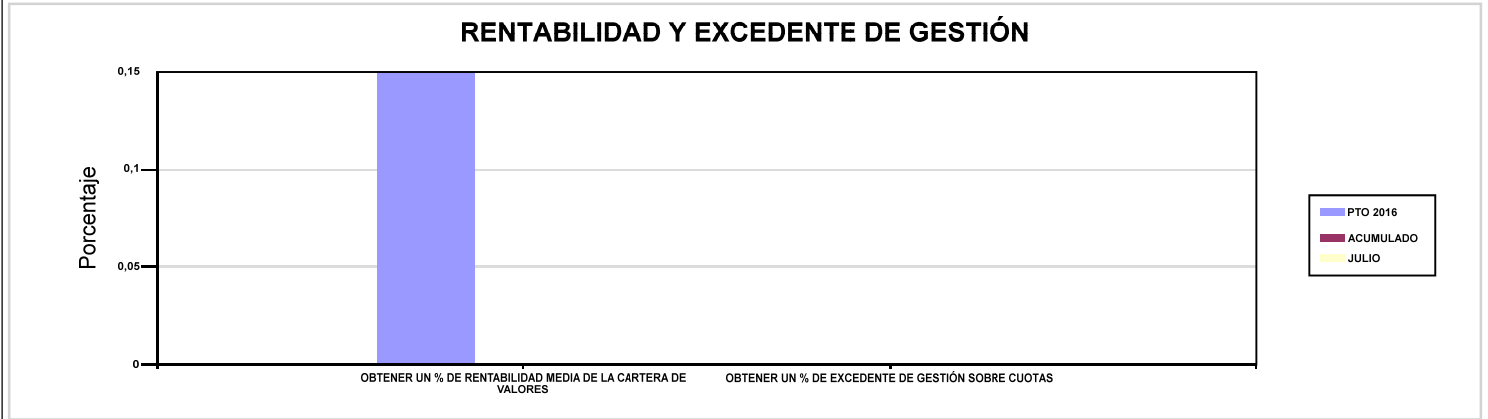 RENTABILIDAD Y EXCEDENTE DE GESTIÓN
0,15
0,1
0,05
0
Porcentaje
OBTENER UN % DE RENTABILIDAD MEDIA DE LA CARTERA DE
VALORES
OBTENER UN % DE EXCEDENTE DE GESTIÓN SOBRE CUOTAS
PTO 2016
ACUMULADO
JULIO